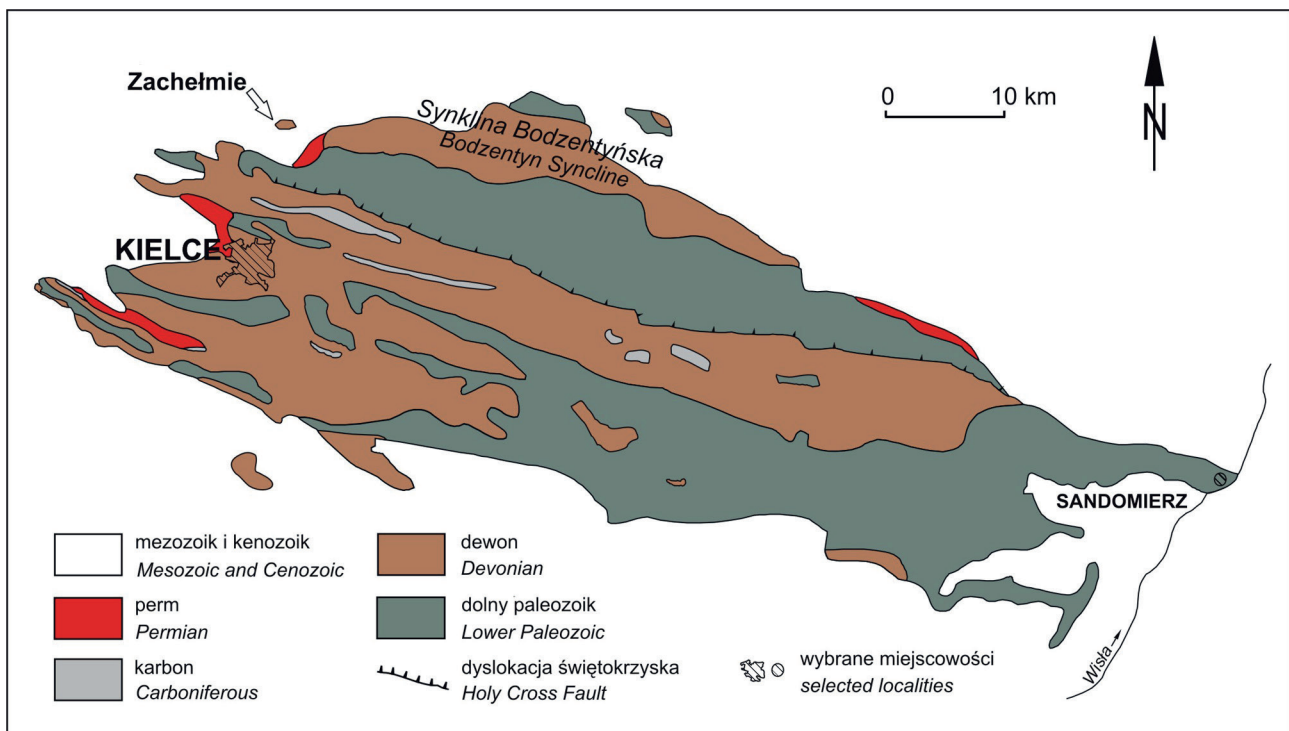 Zachełmie
Synklina Bodzentyńska
Bodzentyn Syncline
0 10 km
N
KIELCE
SANDOMIERZ
Wisła
mezozoik i kenozoik
Mesozoic and Cenozoic
perm
Permian
karbon
Carboniferous
dewon
Devonian
dolny paleozoik
Lower Paleozoic
dyslokacja świętokrzyska
Holy Cross Fault
wybrane miejscowości
selected localities